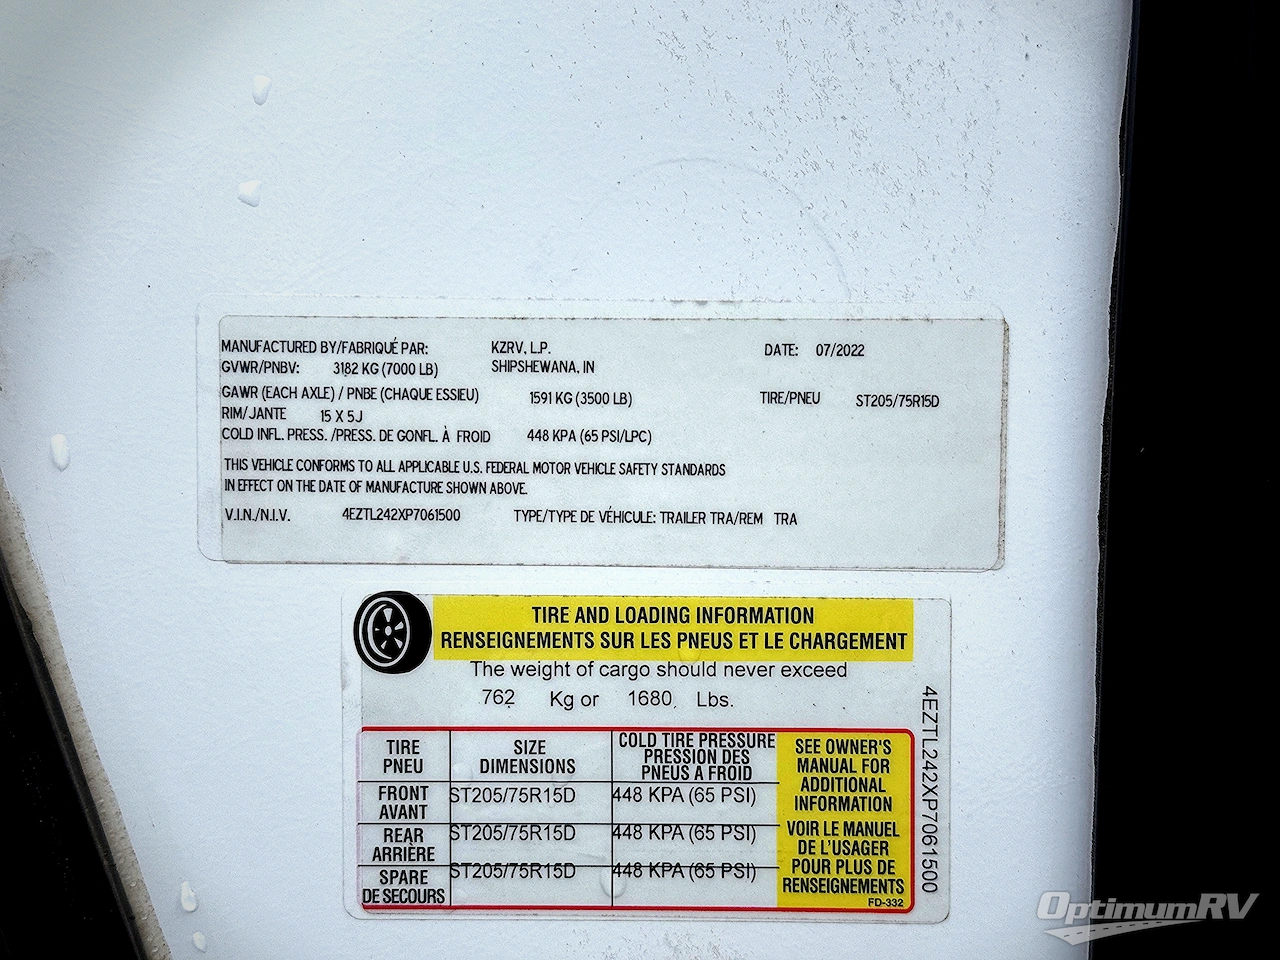 MANUFACTURED BY/FABRIQUÉ PAR: KZRV, L.P. DATE: 07/2022
GVWR/PNBV: 3182 KG (7000 LB) SHIPSHEWANA, IN
GAWR (EACH AXLE) / PNBE (CHAQUE ESSIEU) 1591 KG (3500 LB) TIRE/PNEU ST205/75R15D
RIM/JANTE 15 X 5J
COLD INFL. PRESS. /PRESS. DE GONFL. À FROID 448 KPA (65 PSI/LPC)
THIS VEHICLE CONFORMS TO ALL APPLICABLE U.S. FEDERAL MOTOR VEHICLE SAFETY STANDARDS
IN EFFECT ON THE DATE OF MANUFACTURE SHOWN ABOVE.
V.I.N./N.I.V. 4EZTL242XP7061500 TYPE/TYPE DE VÉHICULE: TRAILER TRA/REM TRA
TIRE AND LOADING INFORMATION
RENSEIGNEMENTS SUR LES PNEUS ET LE CHARGEMENT
The weight of cargo should never exceed
762 Kg or 1680 Lbs.
TIRE
PNEU
SIZE
DIMENSIONS
COLD TIRE PRESSURE
PRESSION DES
PNEUS A FROID
FRONT
AVANT
ST205/75R15D
448 KPA (65 PSI)
REAR
ARRIÈRE
ST205/75R15D
448 KPA (65 PSI)
SPARE
DE SECOURS
ST205/75R15D
448 KPA (65 PSI)
SEE OWNER'S
MANUAL FOR
ADDITIONAL
INFORMATION
VOIR LE MANUEL
DE L'USAGER
POUR PLUS DE
RENSEIGNEMENTS
FD-332
4EZTL242XP7061500
OptimumRV